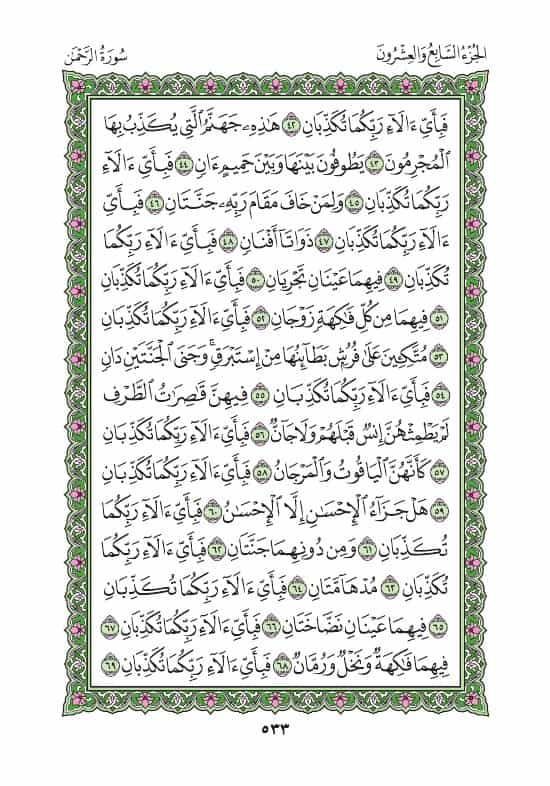 الجُزْءُ السَّابِعُ وَالعِشْرُونَ
سُورَةُ الرَّحْمٰن
فَبِأَيِّ ءَالَآءِ رَبِّكُمَا تُكَذِّبَانِ ٤٢ هَٰذِهِۦ جَهَنَّمُ ٱلَّتِي يُكَذِّبُ بِهَا
ٱلْمُجْرِمُونَ ٤٣ يَطُوفُونَ بَيْنَهَا وَبَيْنَ حَمِيمٍ ءَانٍ ٤٤ فَبِأَيِّ ءَالَآءِ
رَبِّكُمَا تُكَذِّبَانِ ٤٥ وَلِمَنْ خَافَ مَقَامَ رَبِّهِۦ جَنَّتَانِ ٤٦ فَبِأَيِّ
ءَالَآءِ رَبِّكُمَا تُكَذِّبَانِ ٤٧ ذَوَاتَآ أَفْنَانٍ ٤٨ فَبِأَيِّ ءَالَآءِ رَبِّكُمَا
تُكَذِّبَانِ ٤٩ فِيهِمَا عَيْنَانِ تَجْرِيَانِ ٥٠ فَبِأَيِّ ءَالَآءِ رَبِّكُمَا تُكَذِّبَانِ
٥١ فِيهِمَا مِن كُلِّ فَٰكِهَةٍ زَوْجَانِ ٥٢ فَبِأَيِّ ءَالَآءِ رَبِّكُمَا تُكَذِّبَانِ
٥٣ مُتَّكِـِٔينَ عَلَىٰ فُرُشٍۭ بَطَآئِنُهَا مِنْ إِسْتَبْرَقٍۚ وَجَنَى ٱلْجَنَّتَيْنِ دَانٍ
٥٤ فَبِأَيِّ ءَالَآءِ رَبِّكُمَا تُكَذِّبَانِ ٥٥ فِيهِنَّ قَٰصِرَٰتُ ٱلطَّرْفِ
لَمْ يَطْمِثْهُنَّ إِنسٌ قَبْلَهُمْ وَلَا جَآنٌّ ٥٦ فَبِأَيِّ ءَالَآءِ رَبِّكُمَا تُكَذِّبَانِ
٥٧ كَأَنَّهُنَّ ٱلْيَاقُوتُ وَٱلْمَرْجَانُ ٥٨ فَبِأَيِّ ءَالَآءِ رَبِّكُمَا تُكَذِّبَانِ
٥٩ هَلْ جَزَآءُ ٱلْإِحْسَٰنِ إِلَّا ٱلْإِحْسَٰنُ ٦٠ فَبِأَيِّ ءَالَآءِ رَبِّكُمَا
تُكَذِّبَانِ ٦١ وَمِن دُونِهِمَا جَنَّتَانِ ٦٢ فَبِأَيِّ ءَالَآءِ رَبِّكُمَا
تُكَذِّبَانِ ٦٣ مُدْهَآمَّتَانِ ٦٤ فَبِأَيِّ ءَالَآءِ رَبِّكُمَا تُكَذِّبَانِ
٦٥ فِيهِمَا عَيْنَانِ نَضَّاخَتَانِ ٦٦ فَبِأَيِّ ءَالَآءِ رَبِّكُمَا تُكَذِّبَانِ ٦٧
فِيهِمَا فَٰكِهَةٌ وَنَخْلٌ وَرُمَّانٌ ٦٨ فَبِأَيِّ ءَالَآءِ رَبِّكُمَا تُكَذِّبَانِ ٦٩
٥٣٣